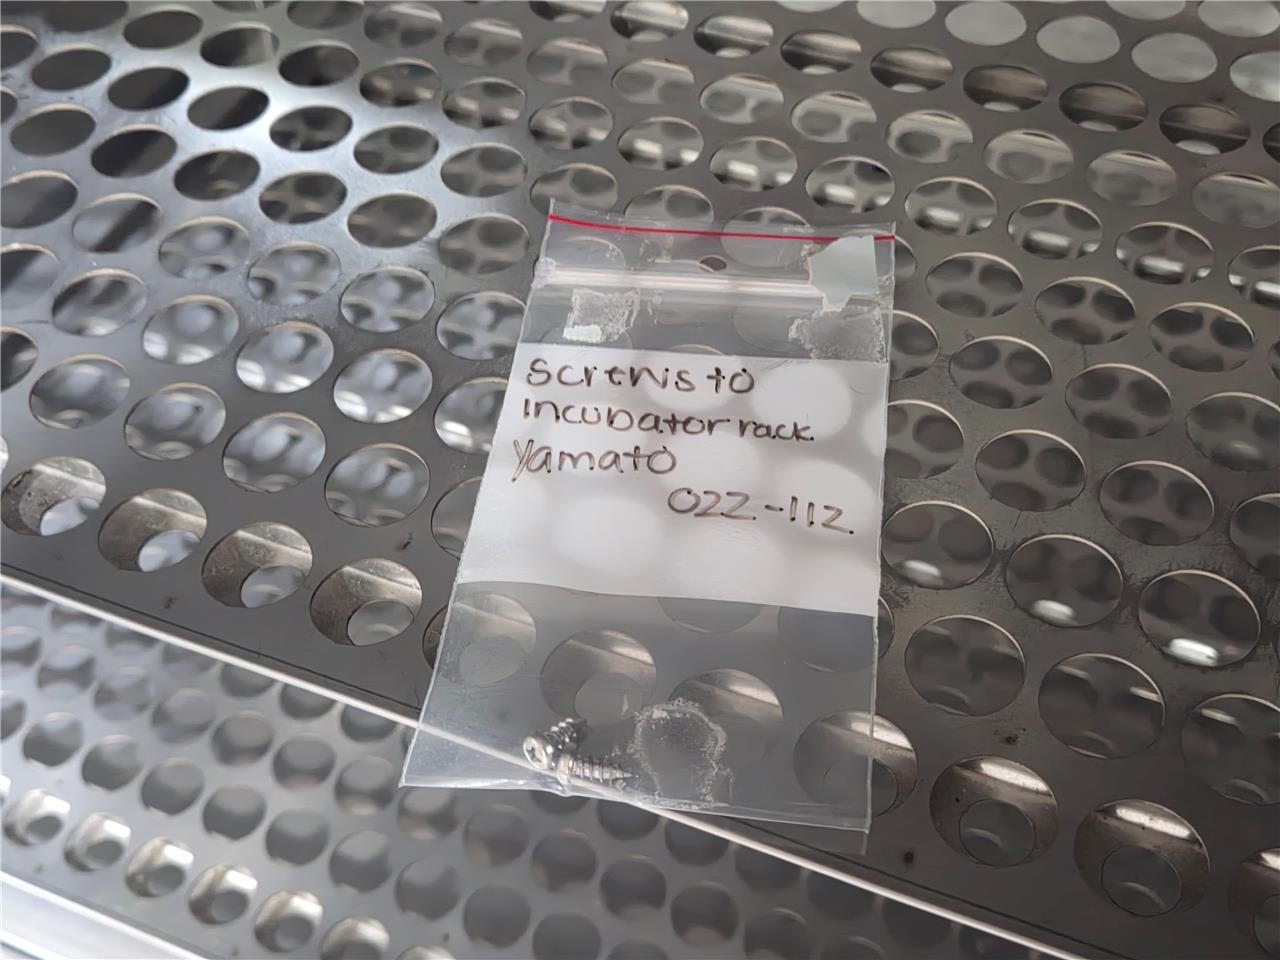 Screws to
incubator rack
Yamato
022-112